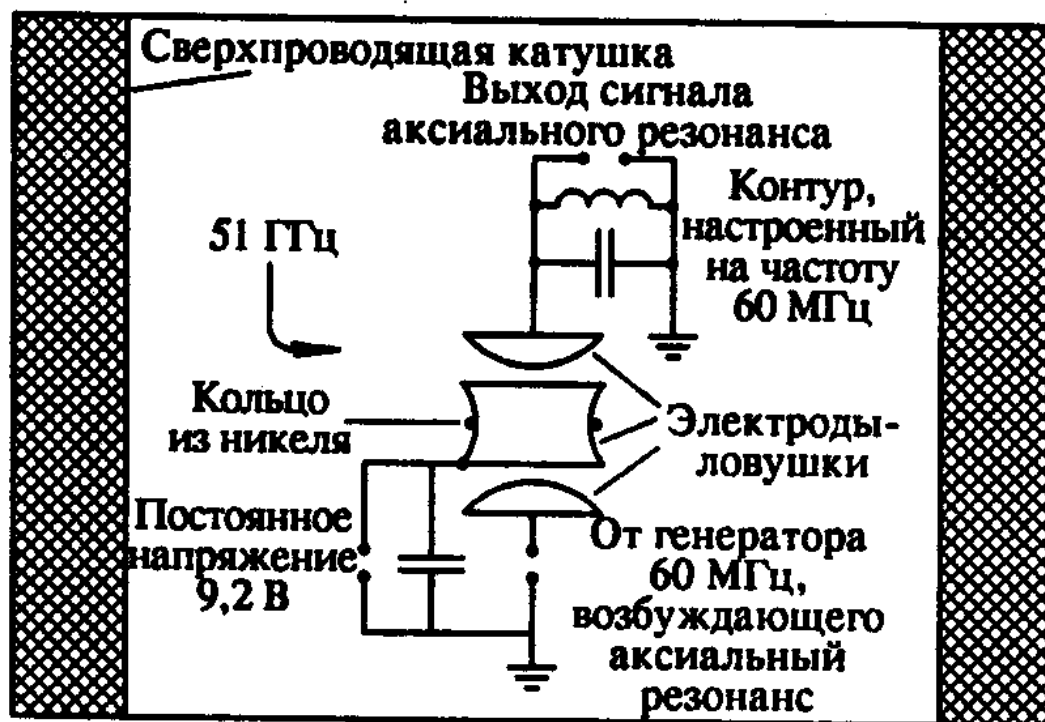 Сверхпроводящая катушка
Выход сигнала
аксиального резонанса
51 ГГц
Контур,
настроенный
на частоту
60 МГц
Кольцо
из никеля
Электроды-
ловушки
Постоянное
напряжение
9,2 В
От генератора
60 МГц,
возбуждающего
аксиальный
резонанс